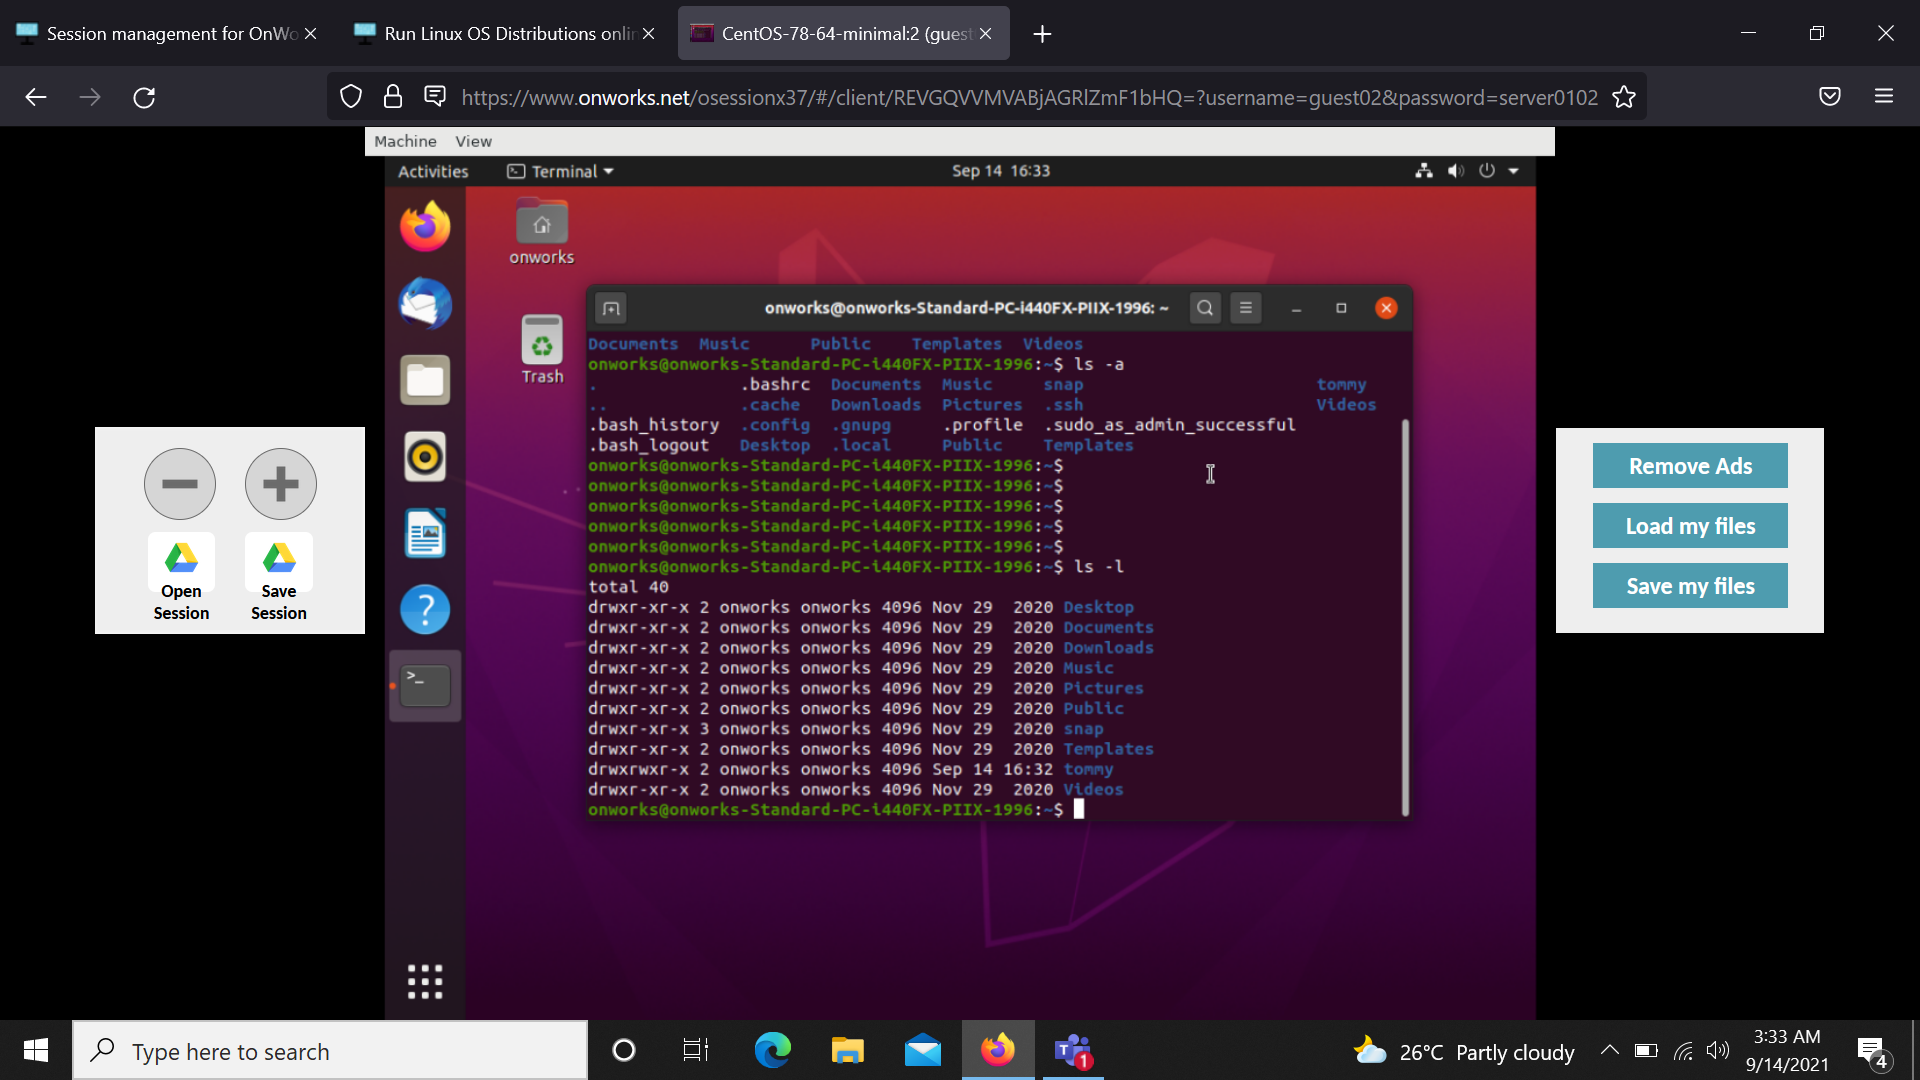 Session management for OnWo
Run Linux OS Distributions onlin
CentOS-78-64-minimal:2 (guest
https://www.onworks.net/osessionx37/#/client/REVGQVVMVABjAGRlZmF1bHQ=?username=guest02&password=server0102
Machine View
Activities Terminal Sep 14 16:33
onworks
Trash
onworks@onworks-Standard-PC-i440FX-PIIX-1996: ~
Documents Music Public Templates Videos
onworks@onworks-Standard-PC-i440FX-PIIX-1996:~$ ls -a
. .bashrc Documents Music snap tommy
.. .cache Downloads Pictures .ssh Videos
.bash_history .config .gnupg .profile .sudo_as_admin_successful
.bash_logout Desktop .local Public Templates
onworks@onworks-Standard-PC-i440FX-PIIX-1996:~$
onworks@onworks-Standard-PC-i440FX-PIIX-1996:~$
onworks@onworks-Standard-PC-i440FX-PIIX-1996:~$
onworks@onworks-Standard-PC-i440FX-PIIX-1996:~$
onworks@onworks-Standard-PC-i440FX-PIIX-1996:~$
onworks@onworks-Standard-PC-i440FX-PIIX-1996:~$ ls -l
total 40
drwxr-xr-x 2 onworks onworks 4096 Nov 29 2020 Desktop
drwxr-xr-x 2 onworks onworks 4096 Nov 29 2020 Documents
drwxr-xr-x 2 onworks onworks 4096 Nov 29 2020 Downloads
drwxr-xr-x 2 onworks onworks 4096 Nov 29 2020 Music
drwxr-xr-x 2 onworks onworks 4096 Nov 29 2020 Pictures
drwxr-xr-x 2 onworks onworks 4096 Nov 29 2020 Public
drwxr-xr-x 3 onworks onworks 4096 Nov 29 2020 snap
drwxr-xr-x 2 onworks onworks 4096 Nov 29 2020 Templates
drwxrwxr-x 2 onworks onworks 4096 Sep 14 16:32 tommy
drwxr-xr-x 2 onworks onworks 4096 Nov 29 2020 Videos
onworks@onworks-Standard-PC-i440FX-PIIX-1996:~$
Open Session
Save Session
Remove Ads
Load my files
Save my files
Type here to search
1
26°C Partly cloudy
3:33 AM
9/14/2021
4